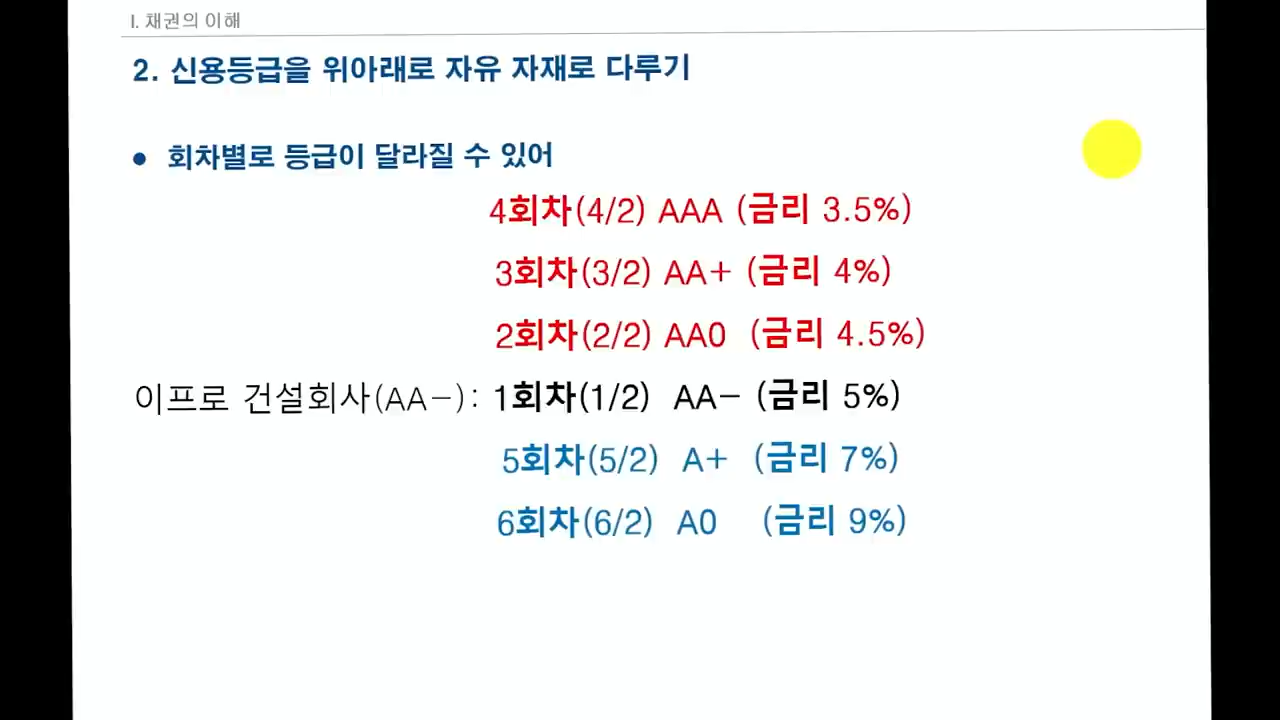 I. 채권의 이해
2. 신용등급을 위아래로 자유 자재로 다루기
● 회차별로 등급이 달라질 수 있어
4회차(4/2) AAA (금리 3.5%)
3회차(3/2) AA+ (금리 4%)
2회차(2/2) AA0 (금리 4.5%)
이프로 건설회사(AA-): 1회차(1/2) AA- (금리 5%)
5회차(5/2) A+ (금리 7%)
6회차(6/2) A0 (금리 9%)